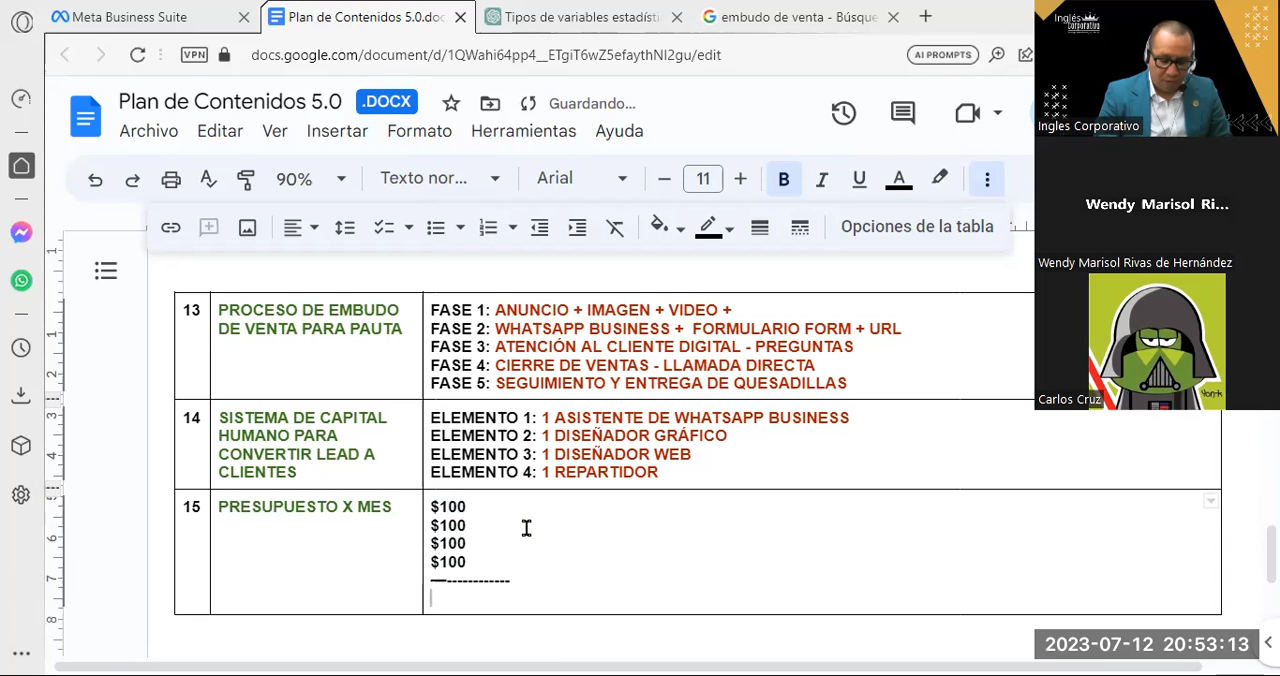 Meta Business Suite
Plan de Contenidos 5.0.doc
Tipos de variables estadísti
embudo de venta - Búsque
VPN
docs.google.com/document/d/1QWahi64pp4__ETgiT6wZ5efaythNl2gu/edit
AI PROMPTS
Plan de Contenidos 5.0
.DOCX
Guardando...
Archivo Editar Ver Insertar Formato Herramientas Ayuda
90% Texto nor... Arial 11 B I U A
Opciones de la tabla
13 PROCESO DE EMBUDO DE VENTA PARA PAUTA
FASE 1: ANUNCIO + IMAGEN + VIDEO +
FASE 2: WHATSAPP BUSINESS + FORMULARIO FORM + URL
FASE 3: ATENCIÓN AL CLIENTE DIGITAL - PREGUNTAS
FASE 4: CIERRE DE VENTAS - LLAMADA DIRECTA
FASE 5: SEGUIMIENTO Y ENTREGA DE QUESADILLAS
14 SISTEMA DE CAPITAL HUMANO PARA CONVERTIR LEAD A CLIENTES
ELEMENTO 1: 1 ASISTENTE DE WHATSAPP BUSINESS
ELEMENTO 2: 1 DISEÑADOR GRÁFICO
ELEMENTO 3: 1 DISEÑADOR WEB
ELEMENTO 4: 1 REPARTIDOR
15 PRESUPUESTO X MES
$100
$100
$100
$100
—------------
Inglés Corporativo
Ingles Corporativo
Wendy Marisol Ri...
Wendy Marisol Rivas de Hernández
Carlos Cruz
2023-07-12 20:53:13